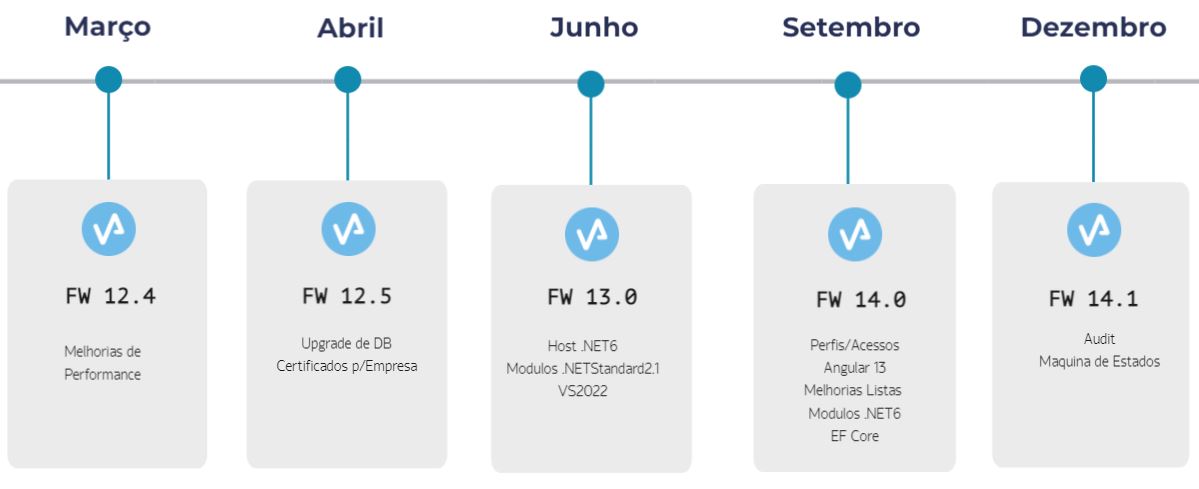 Março
Abril
Junho
Setembro
Dezembro
FW 12.4
Melhorias de
Performance
FW 12.5
Upgrade de DB
Certificados p/Empresa
FW 13.0
Host .NET6
Modulos .NETStandard2.1
VS2022
FW 14.0
Perfis/Acessos
Angular 13
Melhorias Listas
Modulos .NET6
EF Core
FW 14.1
Audit
Maquina de Estados